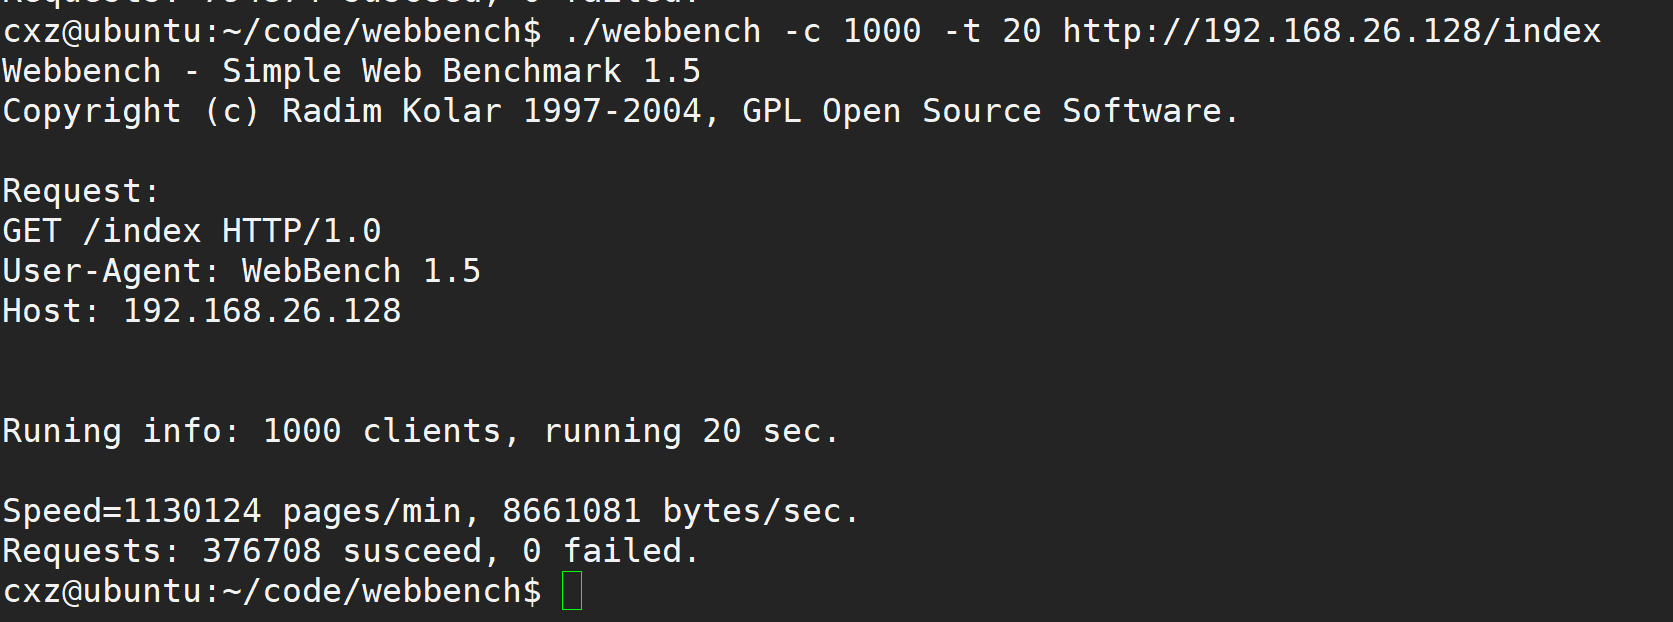 cxz@ubuntu:~/code/webbench$ ./webbench -c 1000 -t 20 http://192.168.26.128/index
Webbench - Simple Web Benchmark 1.5
Copyright (c) Radim Kolar 1997-2004, GPL Open Source Software.
Request:
GET /index HTTP/1.0
User-Agent: WebBench 1.5
Host: 192.168.26.128
Runing info: 1000 clients, running 20 sec.
Speed=1130124 pages/min, 8661081 bytes/sec.
Requests: 376708 susceed, 0 failed.
cxz@ubuntu:~/code/webbench$